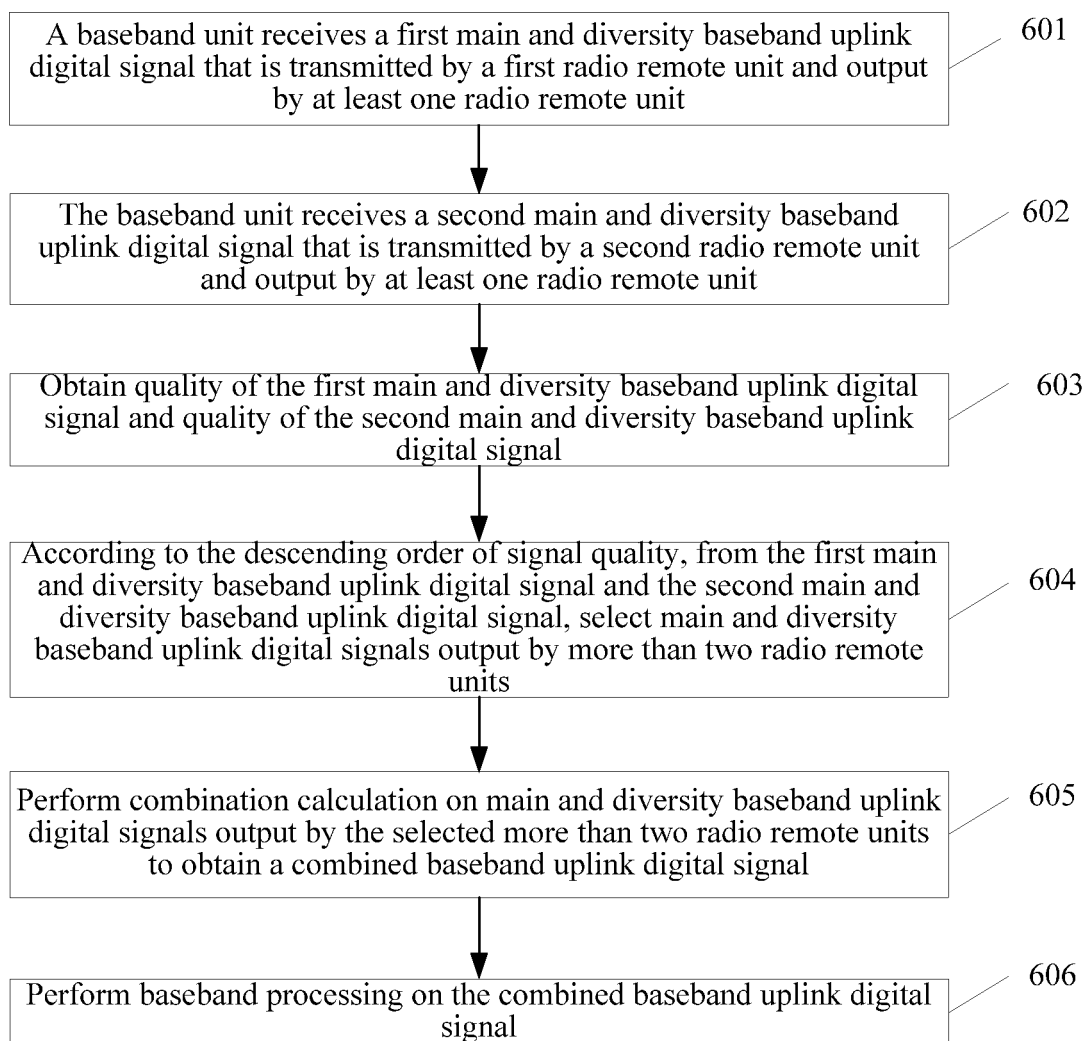 A baseband unit receives a first main and diversity baseband uplink
digital signal that is transmitted by a first radio remote unit and output
by at least one radio remote unit
601
The baseband unit receives a second main and diversity baseband
uplink digital signal that is transmitted by a second radio remote unit
and output by at least one radio remote unit
602
Obtain quality of the first main and diversity baseband uplink digital
signal and quality of the second main and diversity baseband uplink
digital signal
603
According to the descending order of signal quality, from the first main
and diversity baseband uplink digital signal and the second main and
diversity baseband uplink digital signal, select main and diversity
baseband uplink digital signals output by more than two radio remote
units
604
Perform combination calculation on main and diversity baseband uplink
digital signals output by the selected more than two radio remote units
to obtain a combined baseband uplink digital signal
605
Perform baseband processing on the combined baseband uplink digital
signal
606